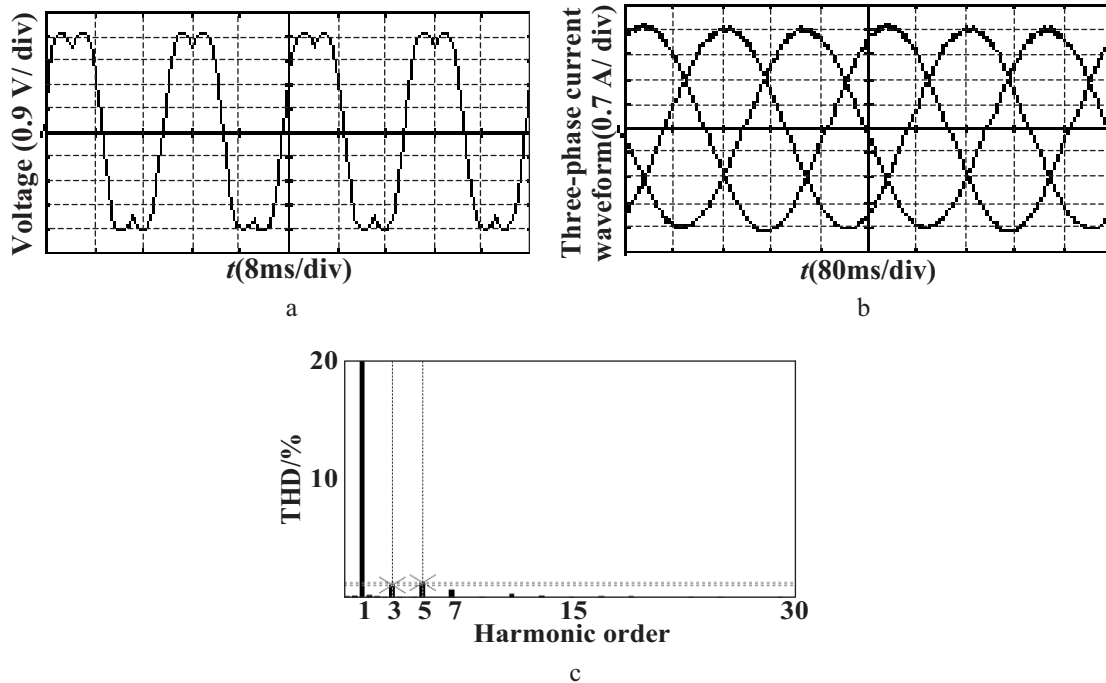 Voltage (0.9 V/ div)
t(8ms/div)
a
Three-phase current
waveform(0.7 A/ div)
t(80ms/div)
b
20
10
THD/%
1 3 5 7 15 30
Harmonic order
c